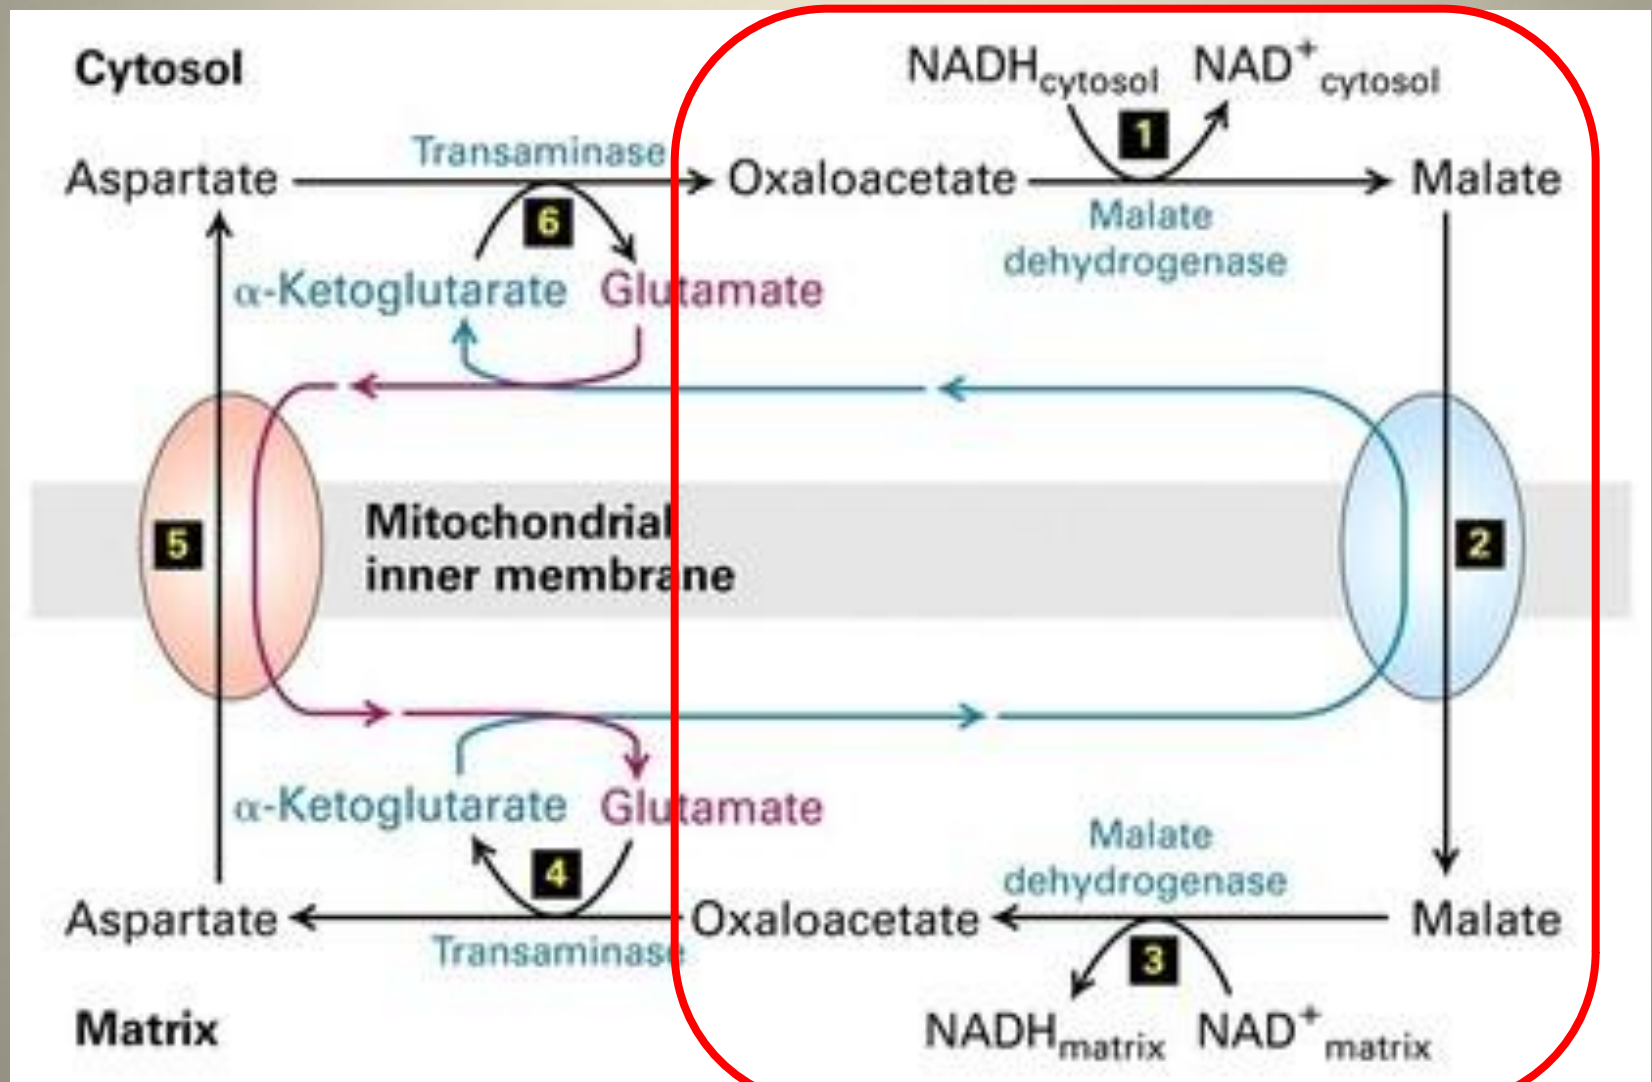 Cytosol
NADHcytosol NAD+cytosol
1
Transaminase
Aspartate Oxaloacetate Malate
6
Malate
dehydrogenase
α-Ketoglutarate Glutamate
Mitochondrial
inner membrane
5
2
α-Ketoglutarate Glutamate
Malate
dehydrogenase
4
Aspartate Oxaloacetate Malate
Transaminase
3
Matrix
NADHmatrix NAD+matrix